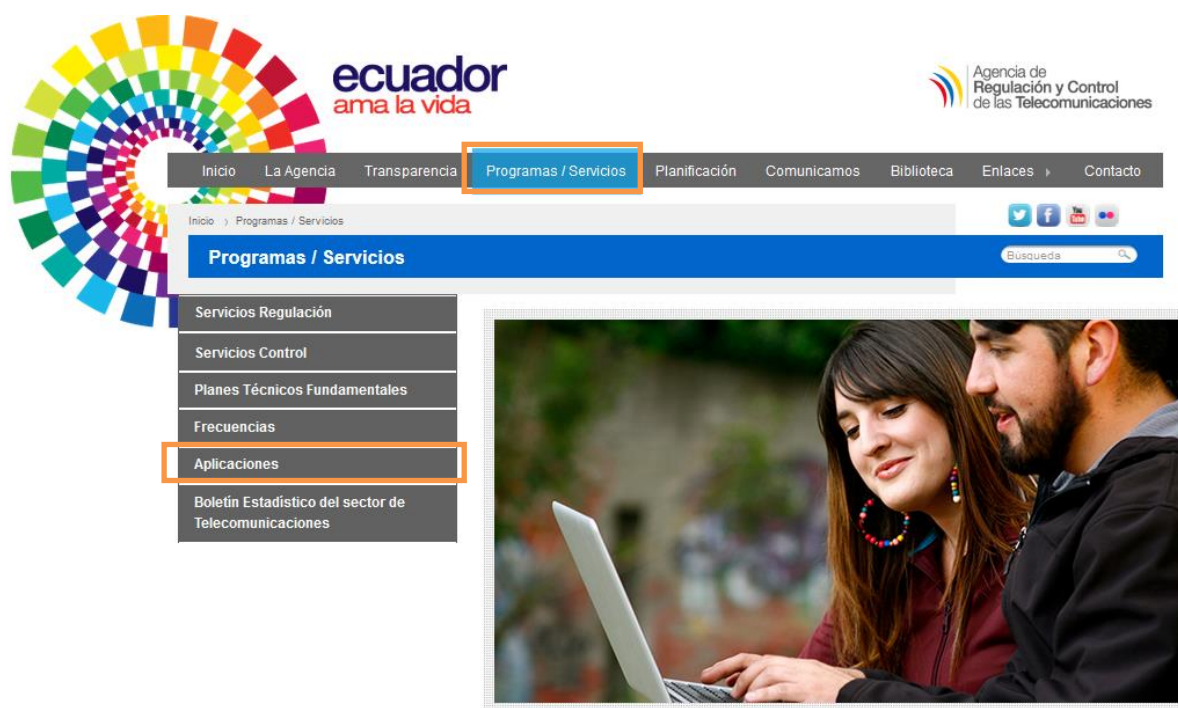 ecuador
ama la vida
Agencia de
Regulación y Control
de las Telecomunicaciones
Inicio La Agencia Transparencia Programas / Servicios Planificación Comunicamos Biblioteca Enlaces Contacto
Inicio › Programas / Servicios
You Tube
Programas / Servicios
Búsqueda
Servicios Regulación
Servicios Control
Planes Técnicos Fundamentales
Frecuencias
Aplicaciones
Boletín Estadístico del sector de
Telecomunicaciones